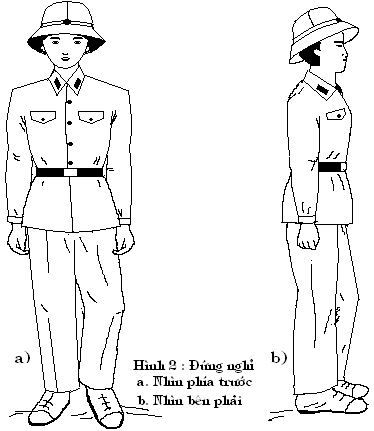 a)
b)
Hình 2 : Đứng nghỉ
a. Nhìn phía trước
b. Nhìn bên phải